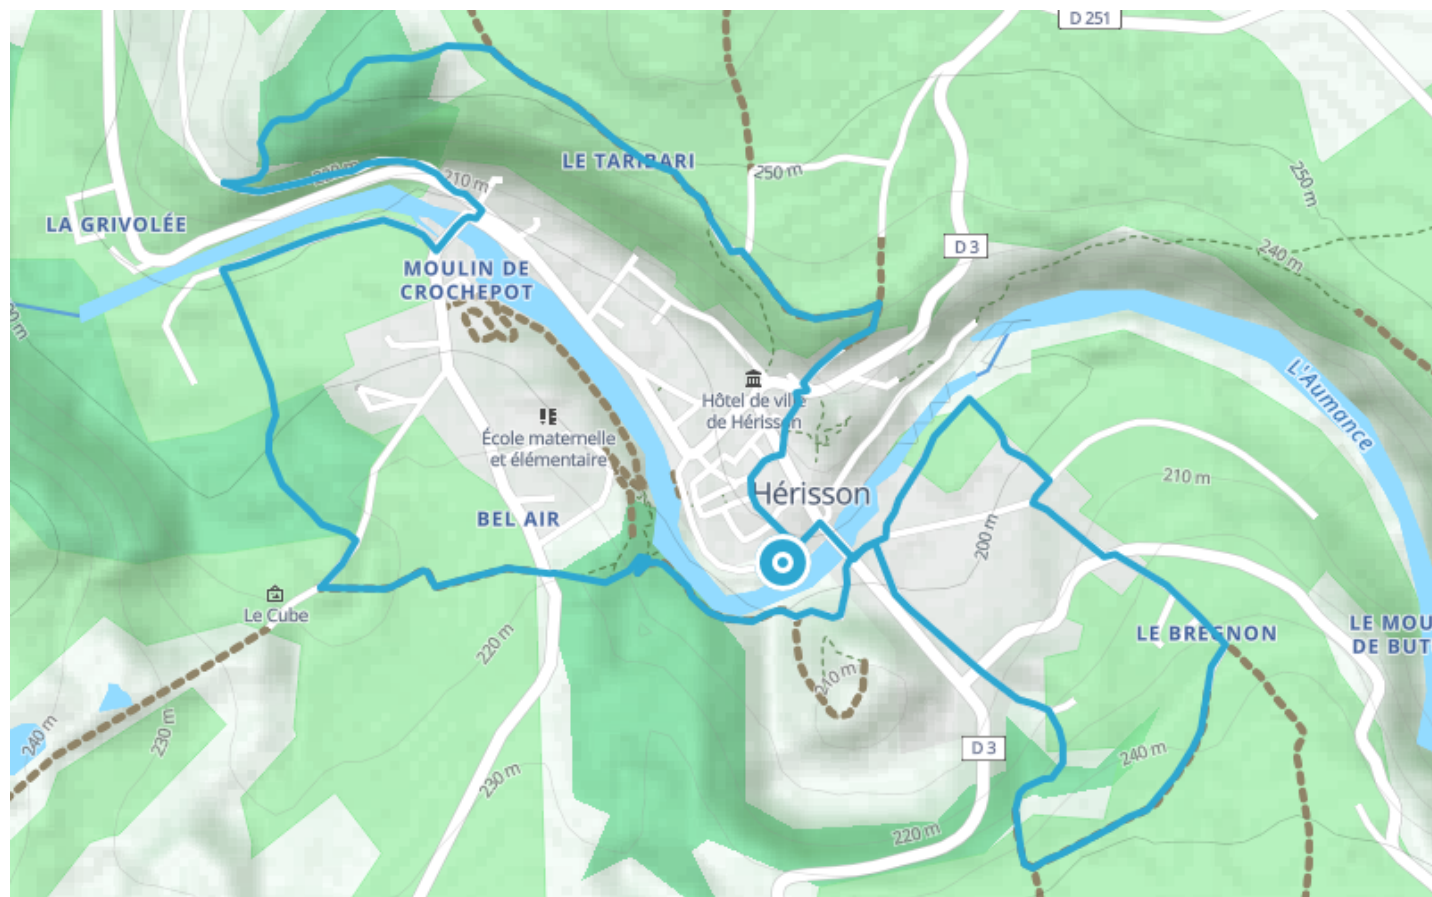 D 251
LE TARIBARI
250 m
210 m
250 m
LA GRIVOLÉE
D 3
240 m
MOULIN DE
CROCHEPOT
L'Aumance
Hôtel de ville
de Hérisson
École maternelle
et élémentaire
210 m
Hérisson
BEL AIR
200 m
Le Cube
LE BREGNON
LE MOU
DE BUT
220 m
210 m
240 m
230 m
D 3
240 m
230 m
220 m